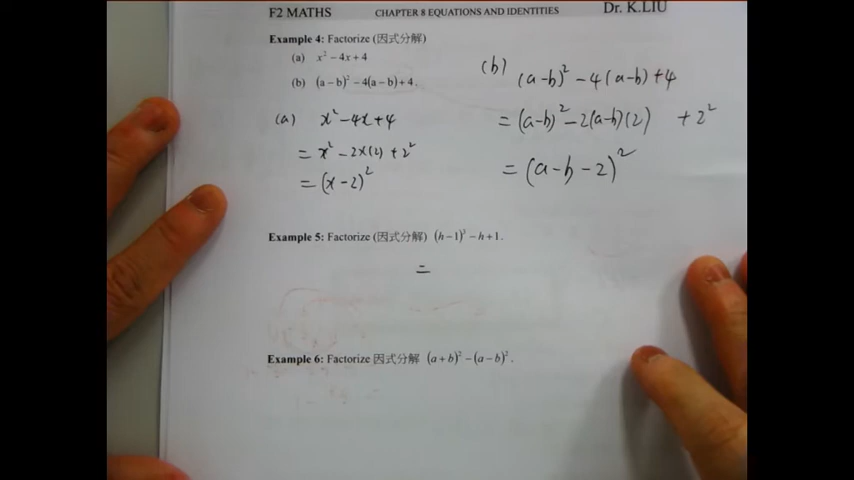 F2 MATHS CHAPTER 8 EQUATIONS AND IDENTITIES Dr. K.LIU
Example 4: Factorize (因式分解)
(a) x² − 4x + 4
(b) (a − b)² − 4(a − b) + 4.
(a) x² − 4x + 4
= x² − 2x(2) + 2²
= (x − 2)²
(b) (a − b)² − 4(a − b) + 4
= (a − b)² − 2(a − b)(2) + 2²
= (a − b − 2)²
Example 5: Factorize (因式分解) (h − 1)³ − h + 1.
=
Example 6: Factorize 因式分解 (a + b)² − (a − b)².